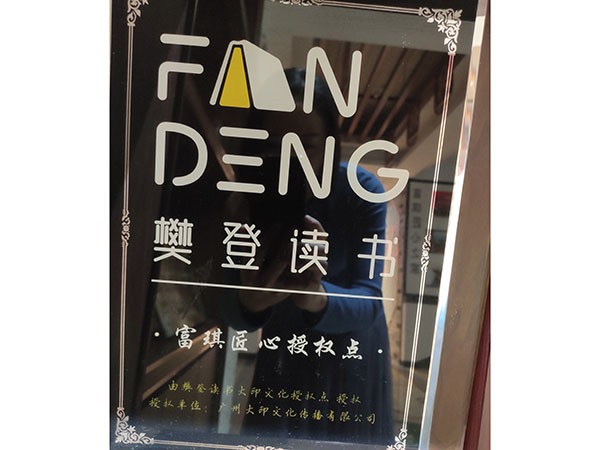 FAN
DENG
樊登读书
·富琪匠心授权点·
由樊登读书大印文化授权点 授权
授权单位：广州大印文化传播有限公司